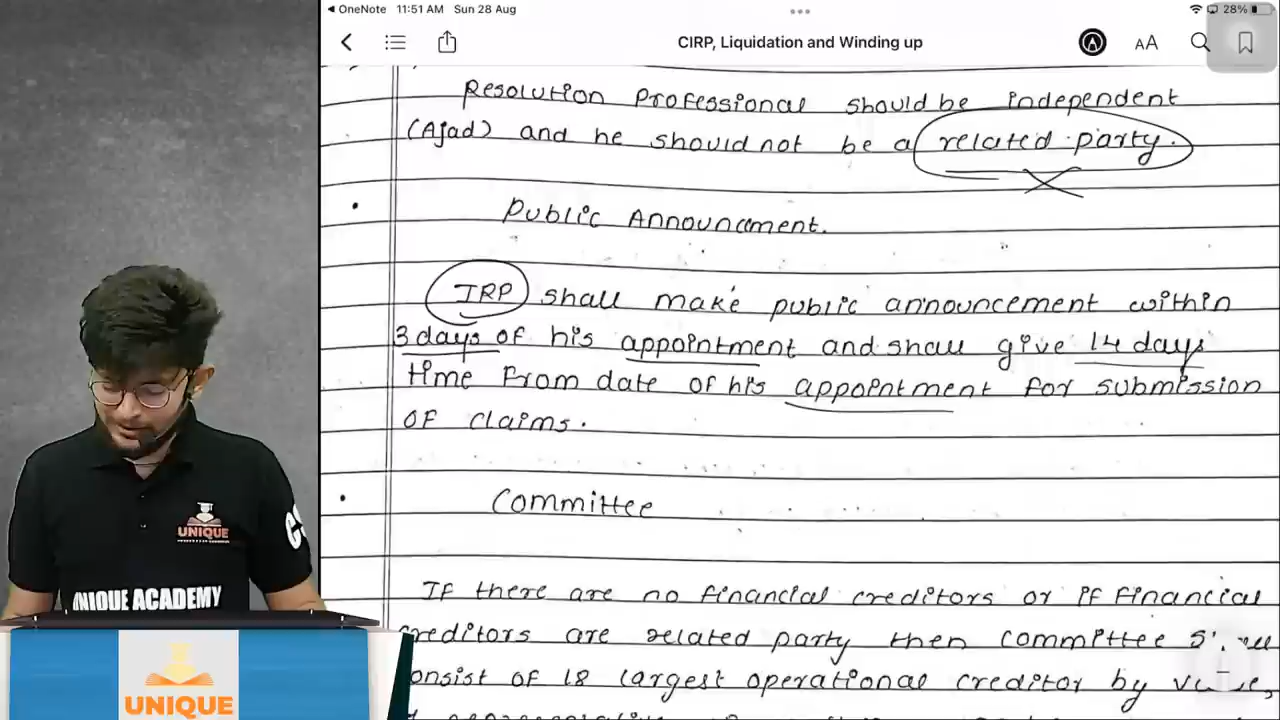 OneNote 11:51 AM Sun 28 Aug
28%
CIRP, Liquidation and Winding up
AA
Resolution Professional should be independent
(Ajad) and he should not be a related party.
Public Announcment.
IRP shall make public announcement within
3 days of his appointment and shall give 14 days
time from date of his appointment for submission
of claims.
Committee
If there are no financial creditors or if financial
creditors are related party then committee
onsist of 18 largest operational creditor by
UNIQUE
UNIQUE ACADEMY
UNIQUE